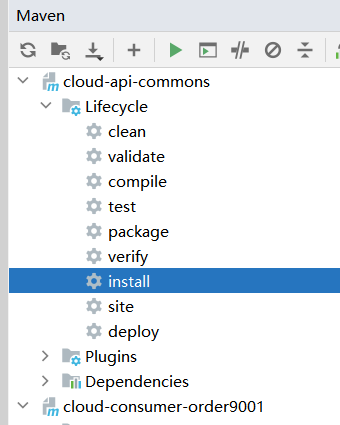 Maven
cloud-api-commons
Lifecycle
clean
validate
compile
test
package
verify
install
site
deploy
Plugins
Dependencies
cloud-consumer-order9001